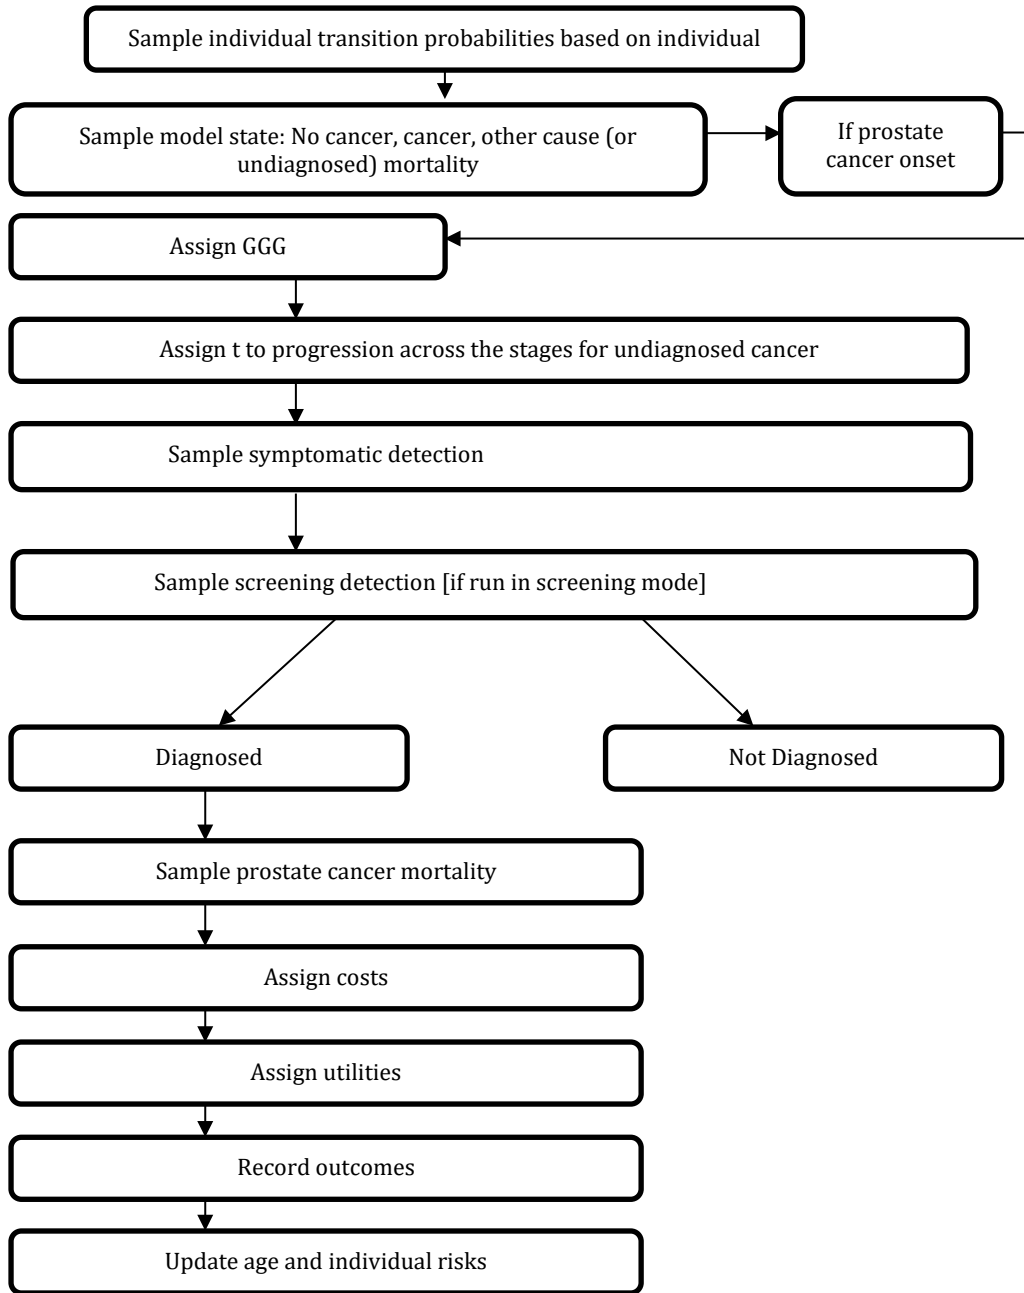 Sample individual transition probabilities based on individual
Sample model state: No cancer, cancer, other cause (or
undiagnosed) mortality
If prostate
cancer onset
Assign GGG
Assign t to progression across the stages for undiagnosed cancer
Sample symptomatic detection
Sample screening detection [if run in screening mode]
Diagnosed
Not Diagnosed
Sample prostate cancer mortality
Assign costs
Assign utilities
Record outcomes
Update age and individual risks